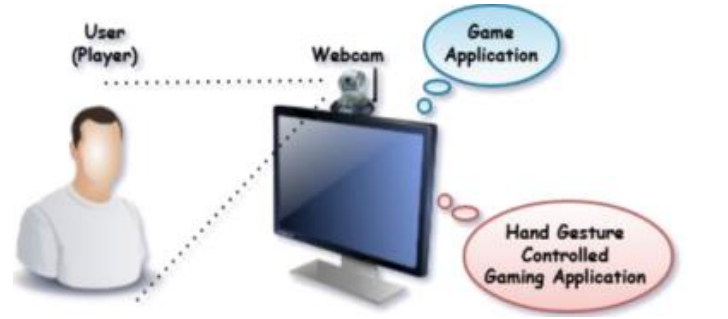 User
(Player)
Webcam
Game
Application
Hand Gesture
Controlled
Gaming Application